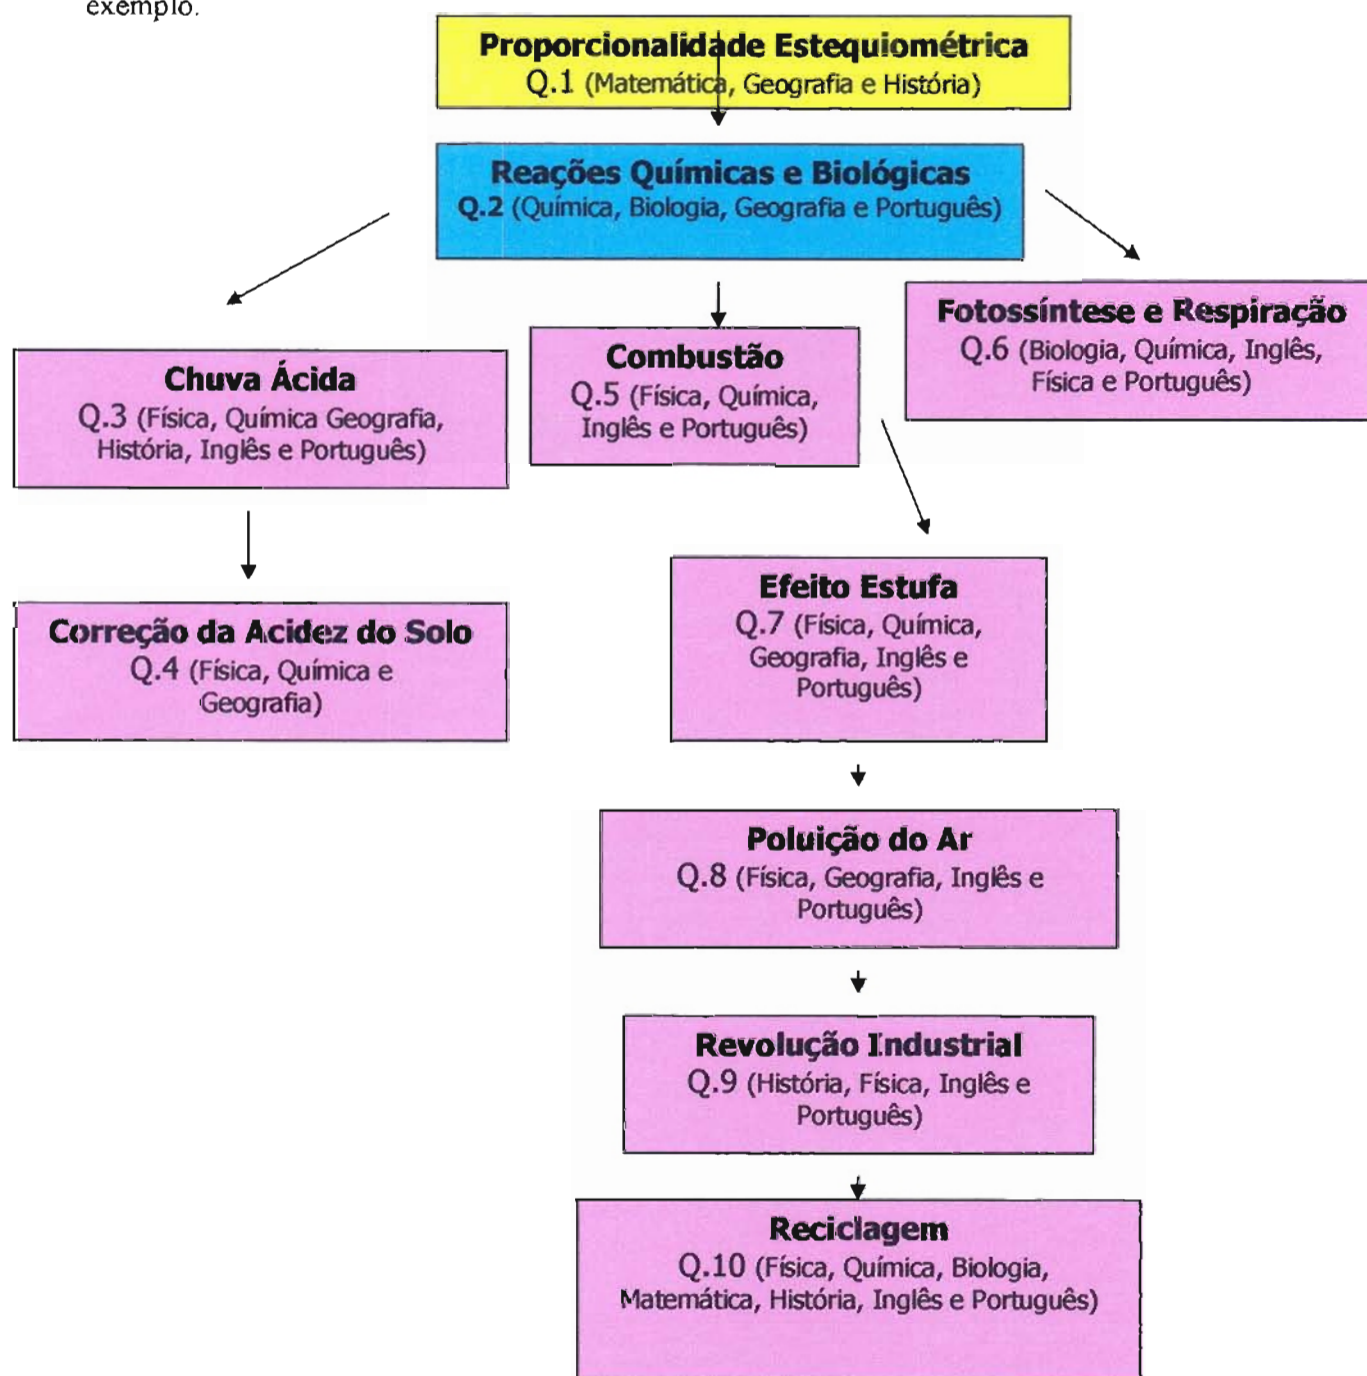 exemplo.
Proporcionalidade Estequiométrica
Q.1 (Matemática, Geografia e História)
Reações Químicas e Biológicas
Q.2 (Química, Biologia, Geografia e Português)
Chuva Ácida
Q.3 (Física, Química Geografia,
História, Inglês e Português)
Combustão
Q.5 (Física, Química,
Inglês e Português)
Fotossíntese e Respiração
Q.6 (Biologia, Química, Inglês,
Física e Português)
Correção da Acidez do Solo
Q.4 (Física, Química e
Geografia)
Efeito Estufa
Q.7 (Física, Química,
Geografia, Inglês e
Português)
Poluição do Ar
Q.8 (Física, Geografia, Inglês e
Português)
Revolução Industrial
Q.9 (História, Física, Inglês e
Português)
Reciclagem
Q.10 (Física, Química, Biologia,
Matemática, História, Inglês e Português)